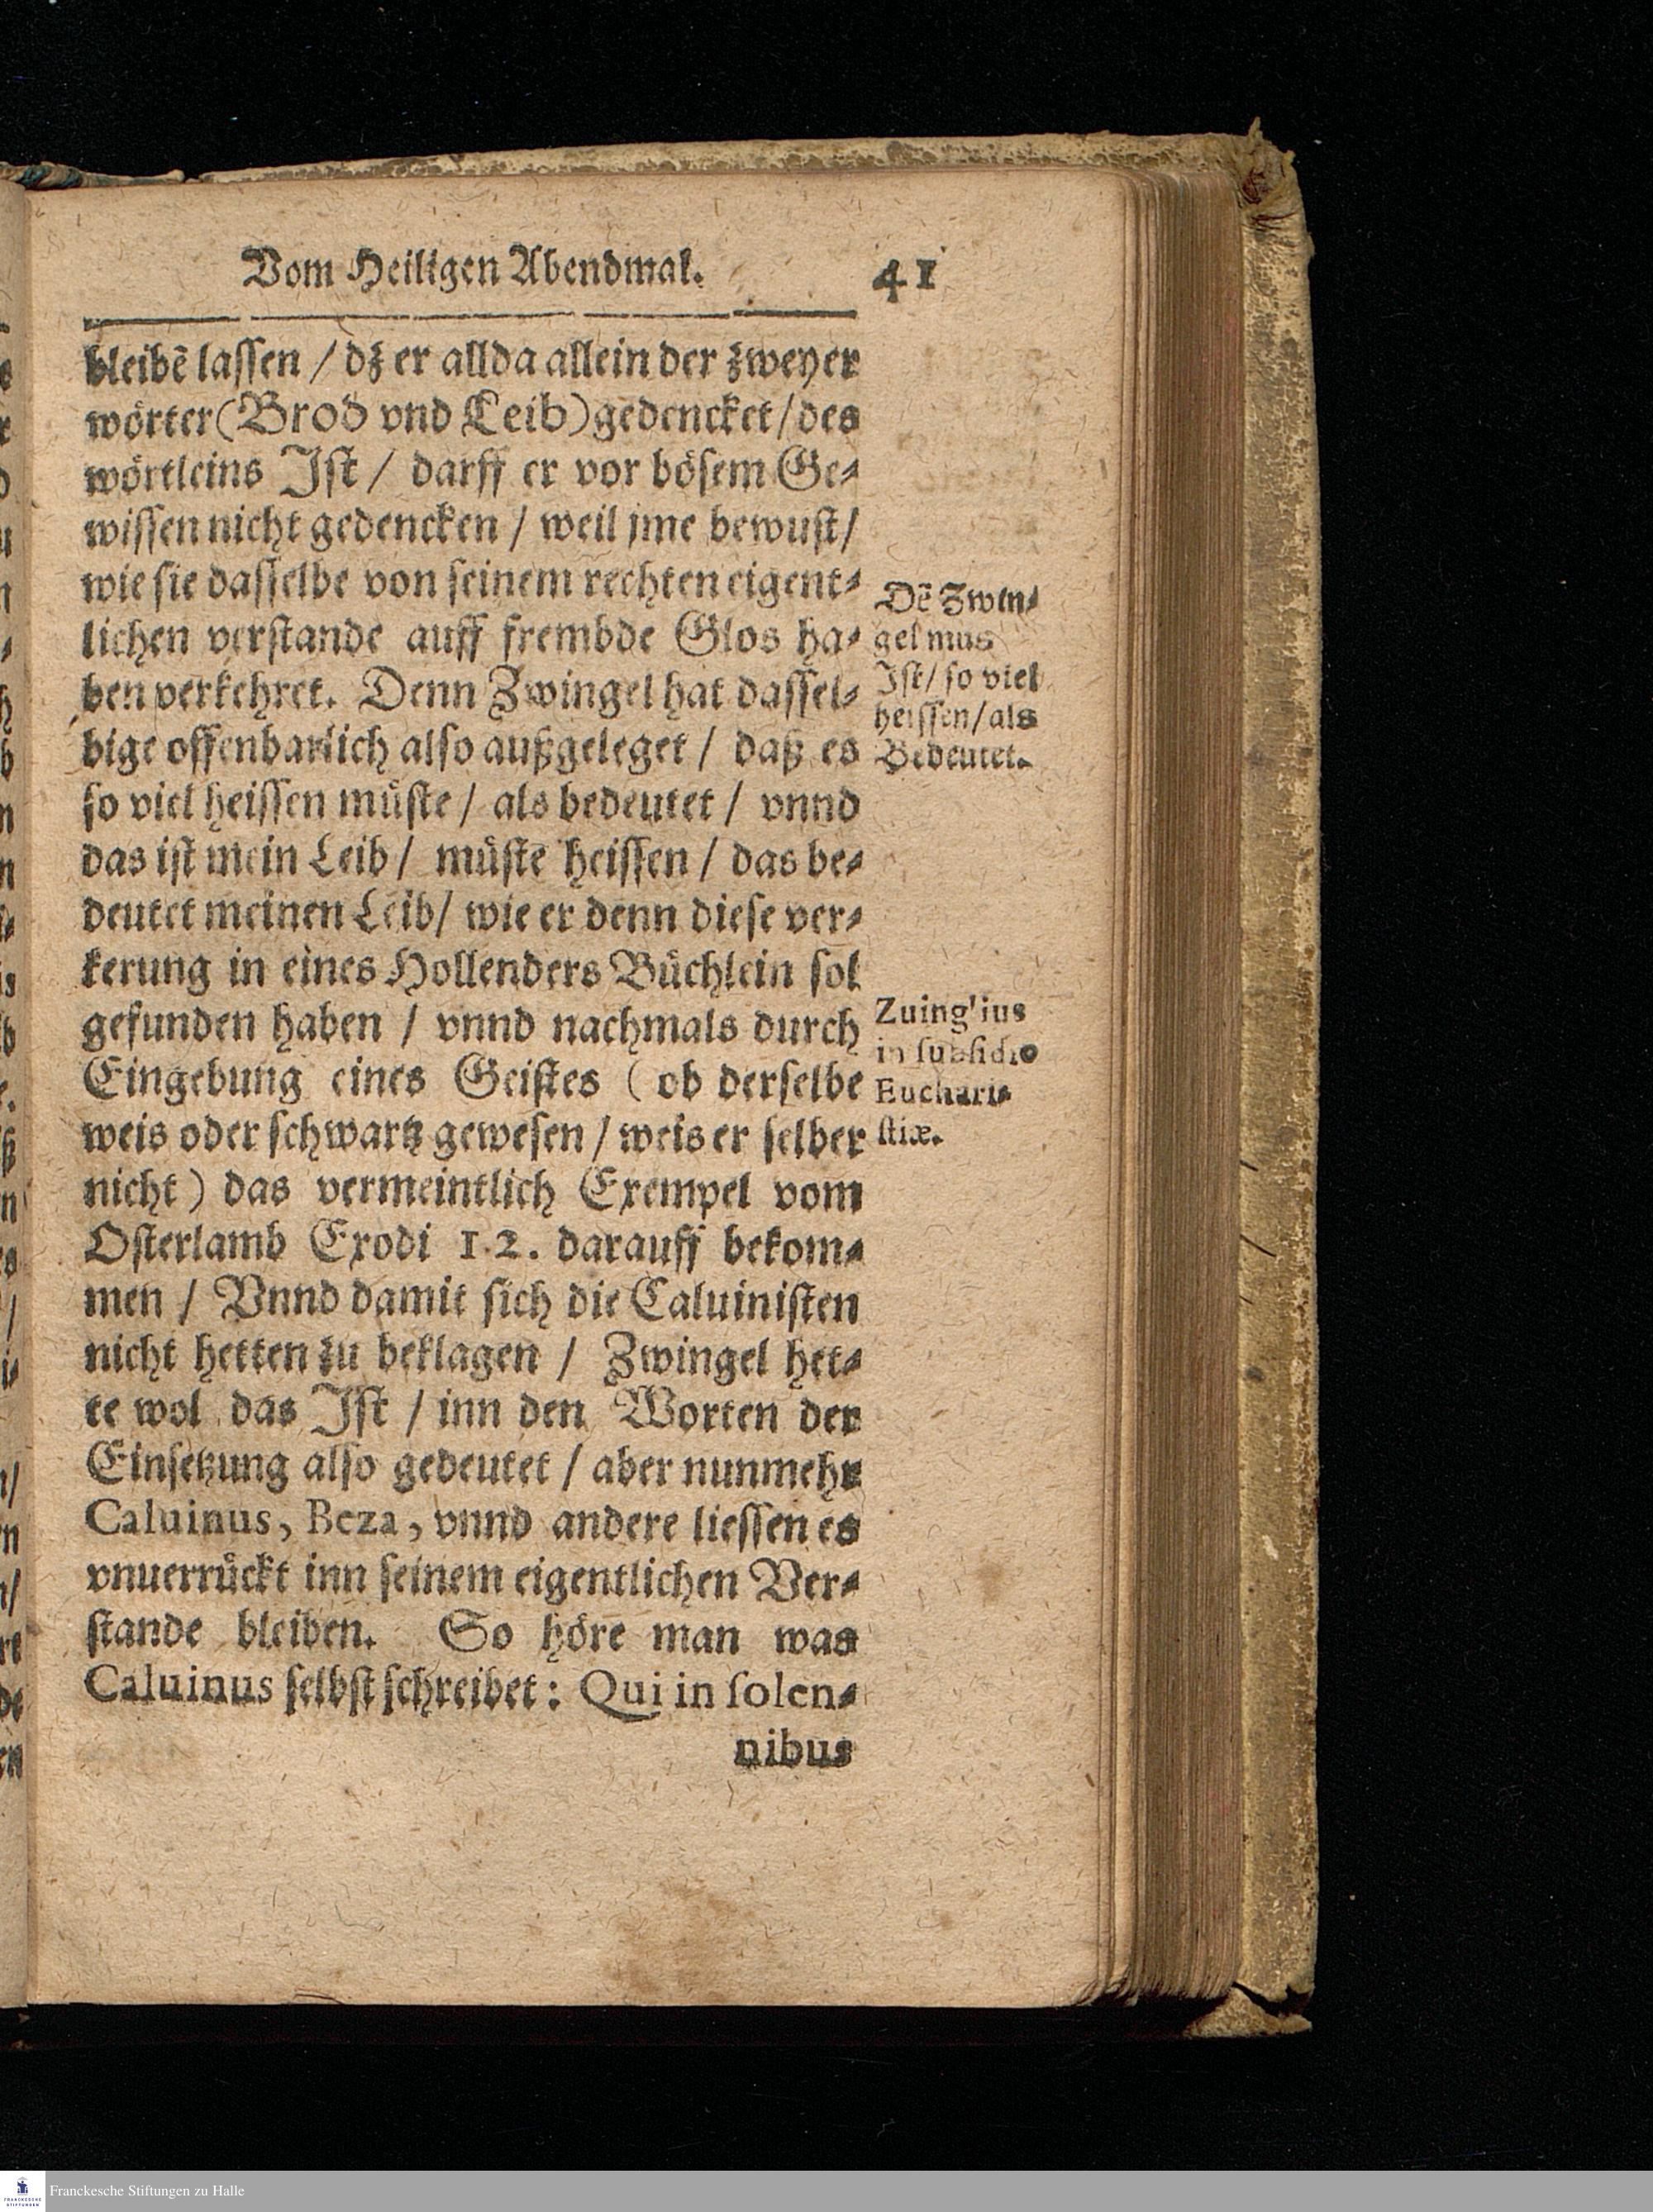 Vom Heiligen Abendmal. 41
bleibē lassen / dz er allda allein der zweyer
wörter (Brod vnd Leib) gedencket / des
wörtleins Ist / darff er vor bösem Ge-
wissen nicht gedencken / weil jme bewust /
wie sie dasselbe von seinem rechten eigent-
lichen verstande auff frembde Glos ha-
ben verkehret. Denn Zwingel hat dassel-
bige offenbarlich also außgeleget / daß es
so viel heissen müste / als bedeutet / vnnd
das ist mein Leib / müste heissen / das be-
deutet meinen Leib / wie er denn diese ver-
kerung in eines Hollenders Büchlein sol
gefunden haben / vnnd nachmals durch
Eingebung eines Geistes ( ob derselbe
weis oder schwartz gewesen / weis er selber
nicht ) das vermeintlich Exempel vom
Osterlamb Exodi 12. darauff bekom-
men / Vnnd damit sich die Caluinisten
nicht hetten zu beklagen / Zwingel het-
te wol das Ist / inn den Worten der
Einsetzung also gedeutet / aber nunmehr
Caluinus, Beza, vnnd andere liessen es
vnuerrückt inn seinem eigentlichen Ver-
stande bleiben. So höre man was
Caluinus selbst schreibet: Qui in solen-
nibus
Dē Zwin-
gel mus
Ist / so viel
heissen / als
Bedeutet.
Zuinglius
in subsidio
Euchari-
stiæ.
Franckesche Stiftungen zu Halle
FRANCKESCHE
STIFTUNGEN